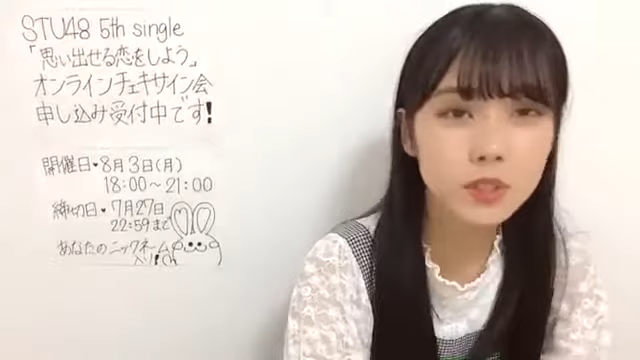 STU48 5th single
「思い出せる恋をしよう」
オンラインチェキサイン会
申し込み受付中です!
開催日・8月3日(月)
18:00~21:00
締切日・7月27日
22:59まで
あなたのニックネーム